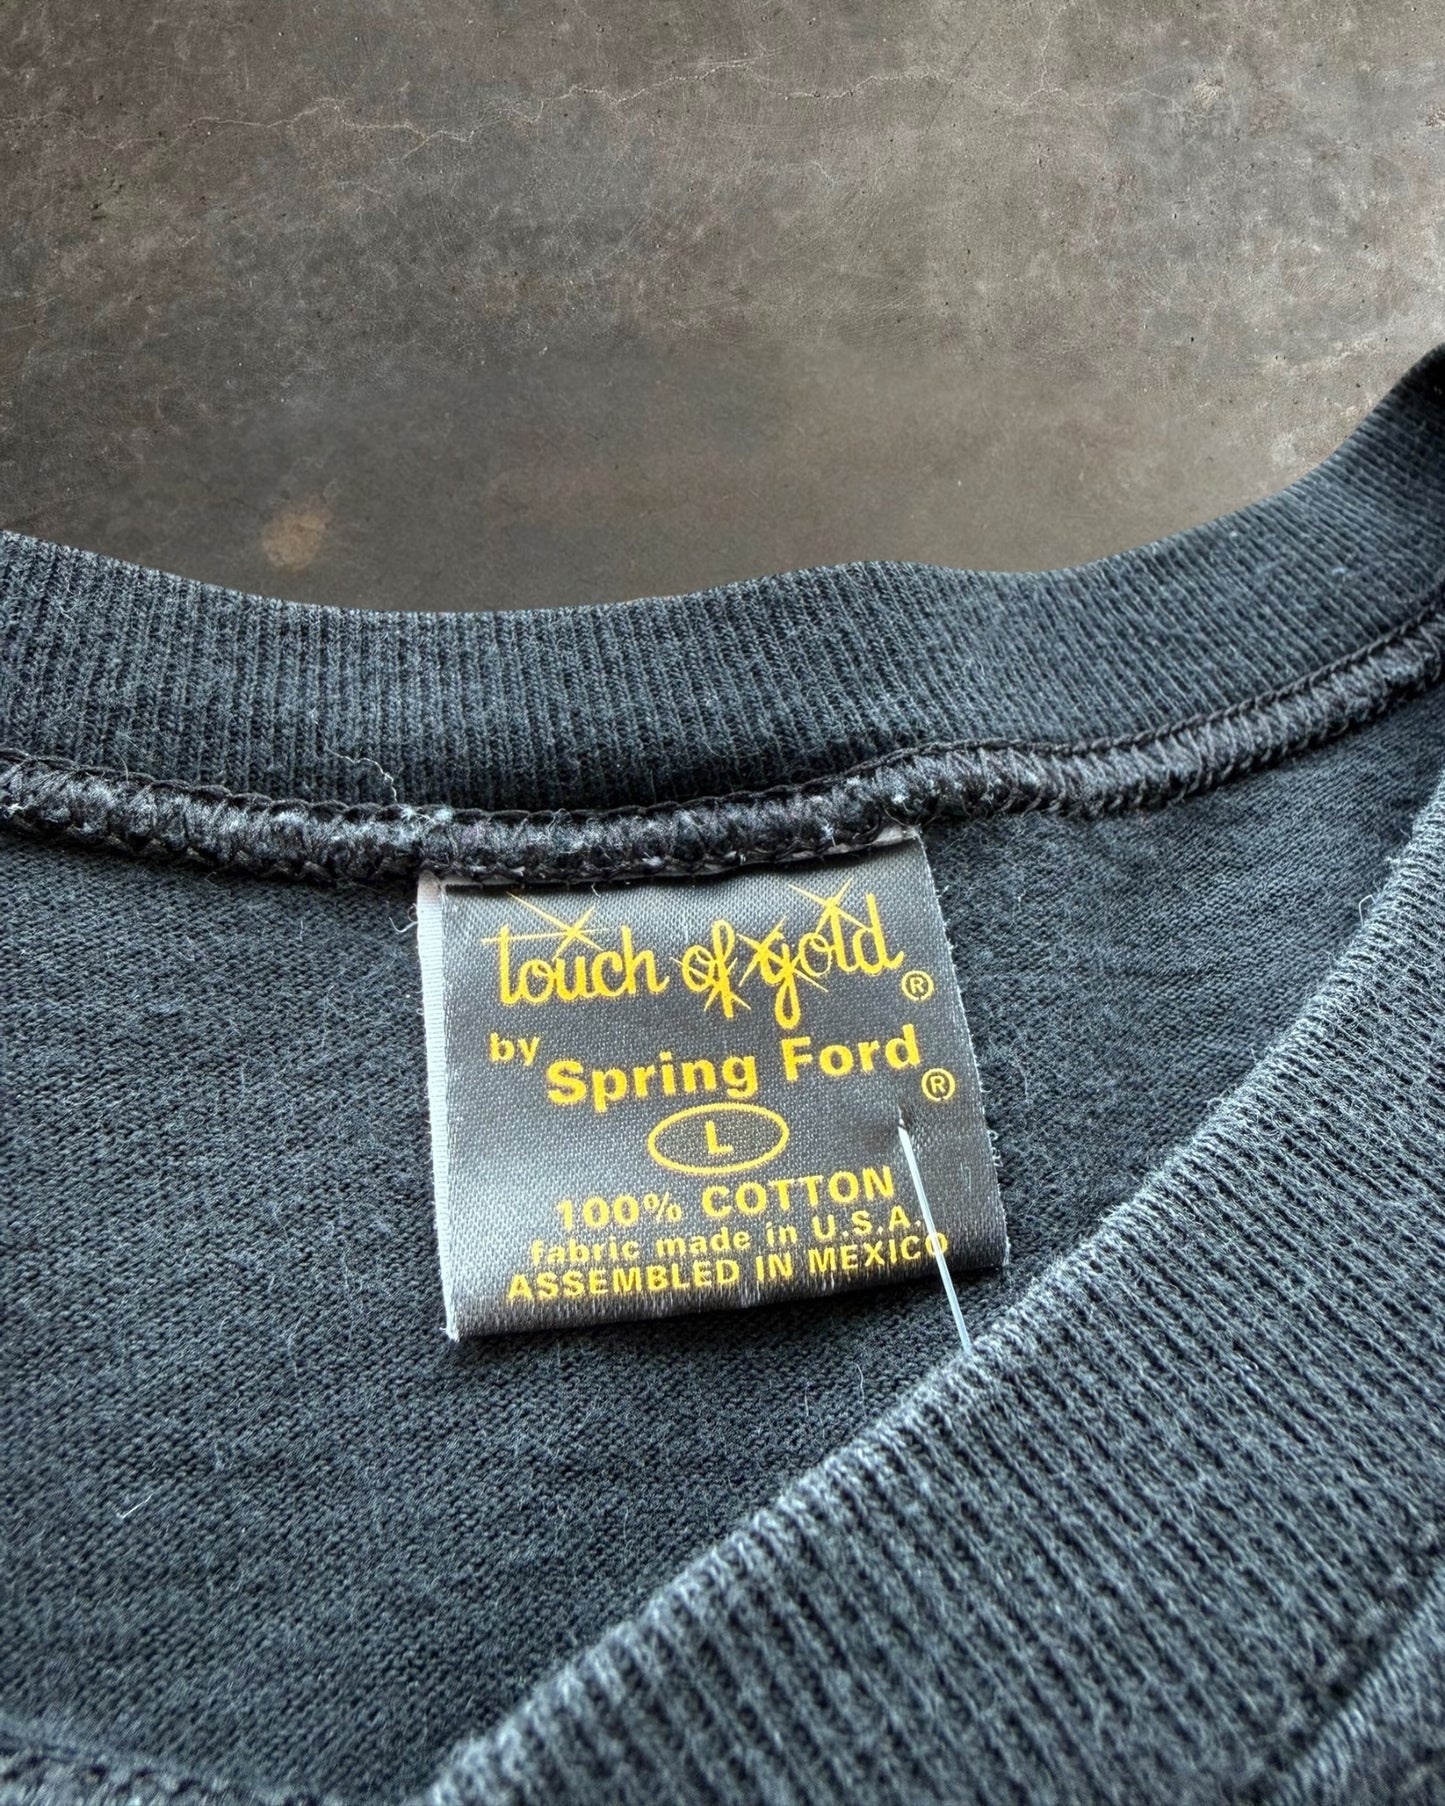 touch of gold ®
by Spring Ford ®
L
100% COTTON
fabric made in U.S.A.
ASSEMBLED IN MEXICO